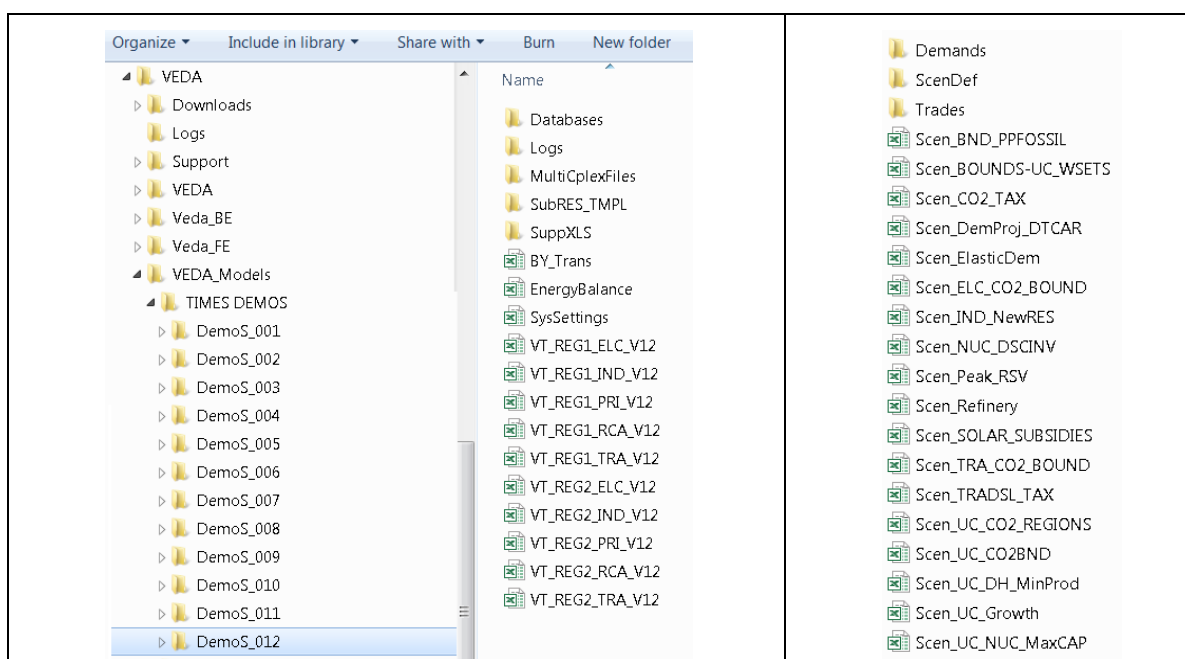 Organize Include in library Share with Burn New folder
VEDA
Downloads
Logs
Support
VEDA
Veda_BE
Veda_FE
VEDA_Models
TIMES DEMOS
DemoS_001
DemoS_002
DemoS_003
DemoS_004
DemoS_005
DemoS_006
DemoS_007
DemoS_008
DemoS_009
DemoS_010
DemoS_011
DemoS_012
Name
Databases
Logs
MultiCplexFiles
SubRES_TMPL
SuppXLS
BY_Trans
EnergyBalance
SysSettings
VT_REG1_ELC_V12
VT_REG1_IND_V12
VT_REG1_PRI_V12
VT_REG1_RCA_V12
VT_REG1_TRA_V12
VT_REG2_ELC_V12
VT_REG2_IND_V12
VT_REG2_PRI_V12
VT_REG2_RCA_V12
VT_REG2_TRA_V12
Demands
ScenDef
Trades
Scen_BND_PPFOSSIL
Scen_BOUNDS-UC_WSETS
Scen_CO2_TAX
Scen_DemProj_DTCAR
Scen_ElasticDem
Scen_ELC_CO2_BOUND
Scen_IND_NewRES
Scen_NUC_DSCINV
Scen_Peak_RSV
Scen_Refinery
Scen_SOLAR_SUBSIDIES
Scen_TRA_CO2_BOUND
Scen_TRADSL_TAX
Scen_UC_CO2_REGIONS
Scen_UC_CO2BND
Scen_UC_DH_MinProd
Scen_UC_Growth
Scen_UC_NUC_MaxCAP